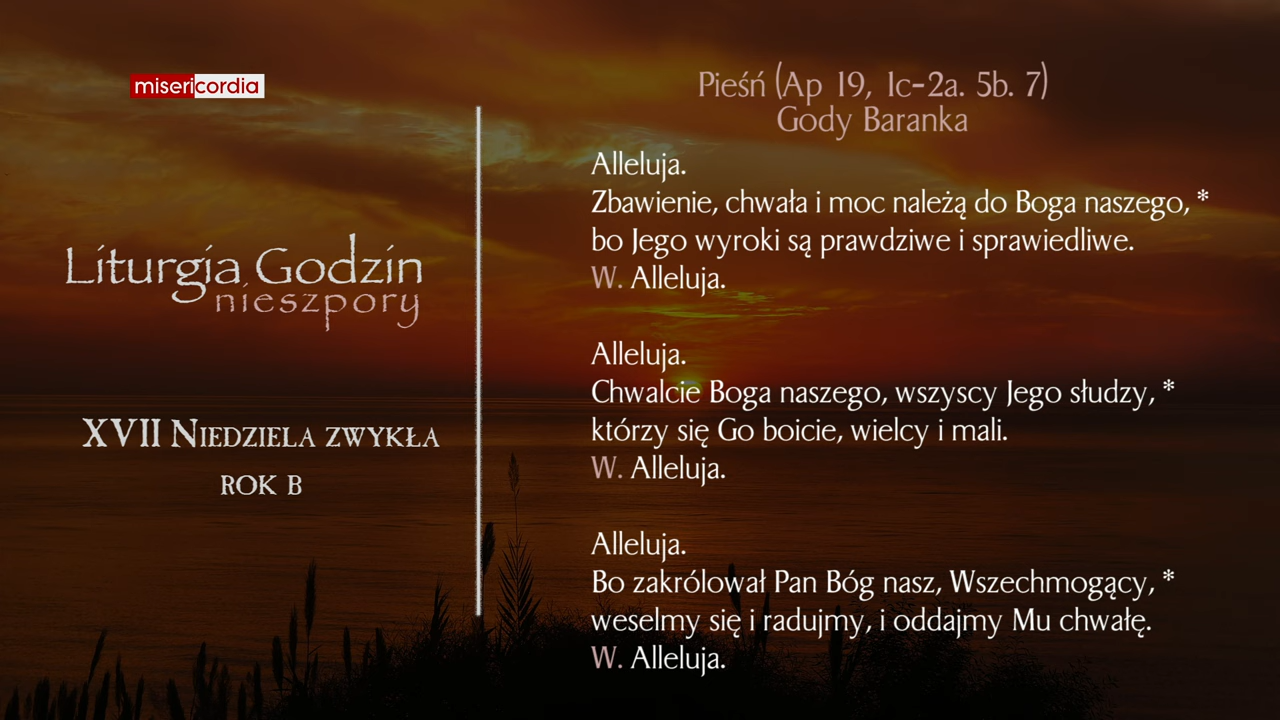 misericordia
Liturgia Godzin
nieszpory
XVII Niedziela zwykła
rok B
Pieśń (Ap 19, 1c-2a. 5b. 7)
Gody Baranka
Alleluja.
Zbawienie, chwała i moc należą do Boga naszego, *
bo Jego wyroki są prawdziwe i sprawiedliwe.
W. Alleluja.
Alleluja.
Chwalcie Boga naszego, wszyscy Jego słudzy, *
którzy się Go boicie, wielcy i mali.
W. Alleluja.
Alleluja.
Bo zakrólował Pan Bóg nasz, Wszechmogący, *
weselmy się i radujmy, i oddajmy Mu chwałę.
W. Alleluja.